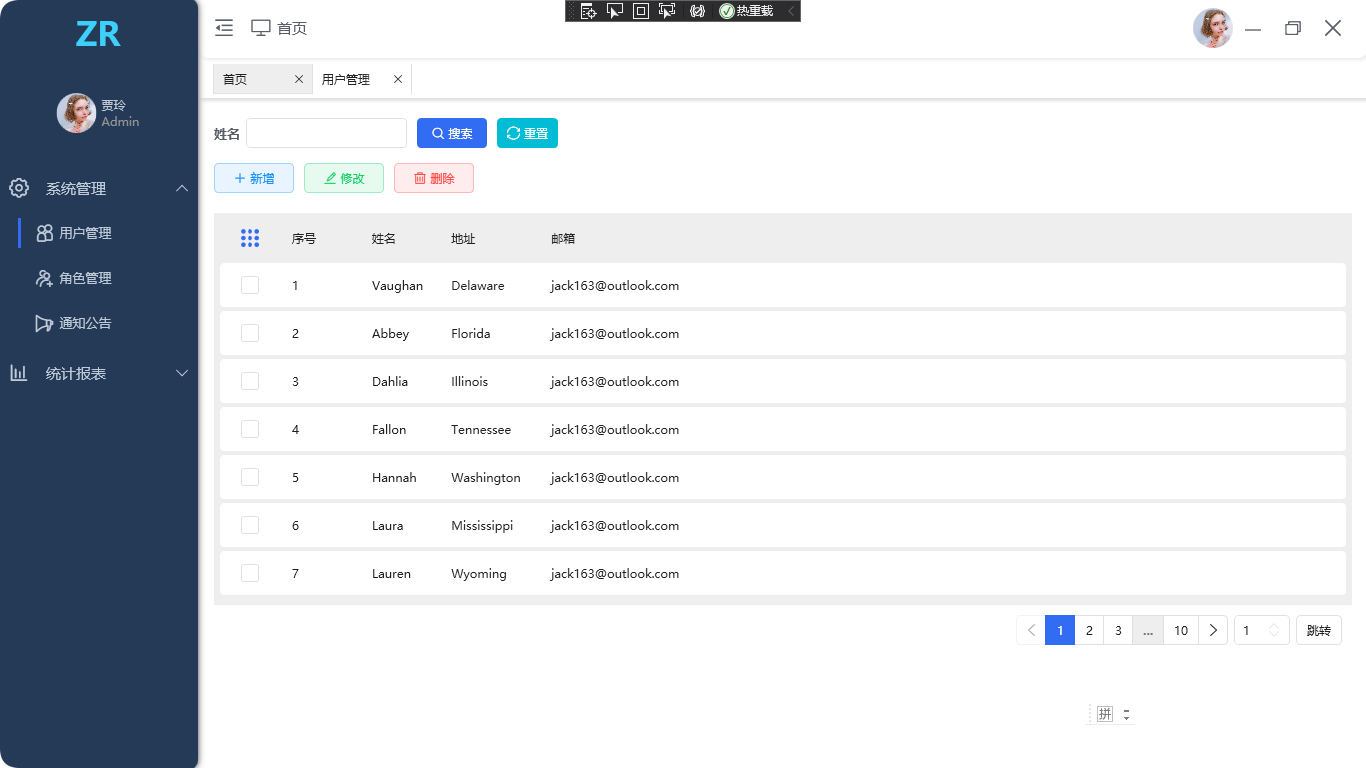 热重载
ZR
首页
首页
用户管理
贾玲
Admin
姓名
搜索
重置
新增
修改
删除
系统管理
用户管理
角色管理
通知公告
统计报表
序号 姓名 地址 邮箱
1 Vaughan Delaware jack163@outlook.com
2 Abbey Florida jack163@outlook.com
3 Dahlia Illinois jack163@outlook.com
4 Fallon Tennessee jack163@outlook.com
5 Hannah Washington jack163@outlook.com
6 Laura Mississippi jack163@outlook.com
7 Lauren Wyoming jack163@outlook.com
1 2 3 ... 10 1 跳转
拼